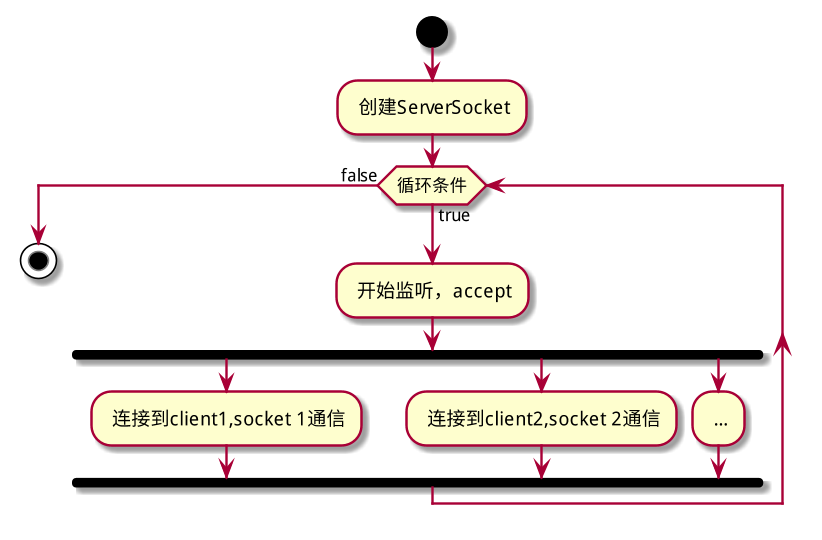 创建ServerSocket
false
循环条件
true
开始监听，accept
连接到client1,socket 1通信
连接到client2,socket 2通信
...